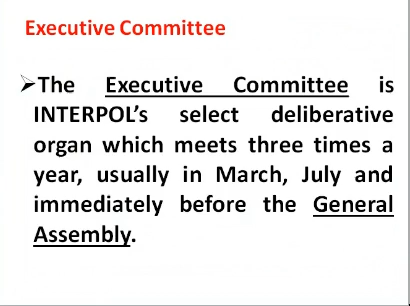 Executive Committee
➢The Executive Committee is
INTERPOL's select deliberative
organ which meets three times a
year, usually in March, July and
immediately before the General
Assembly.